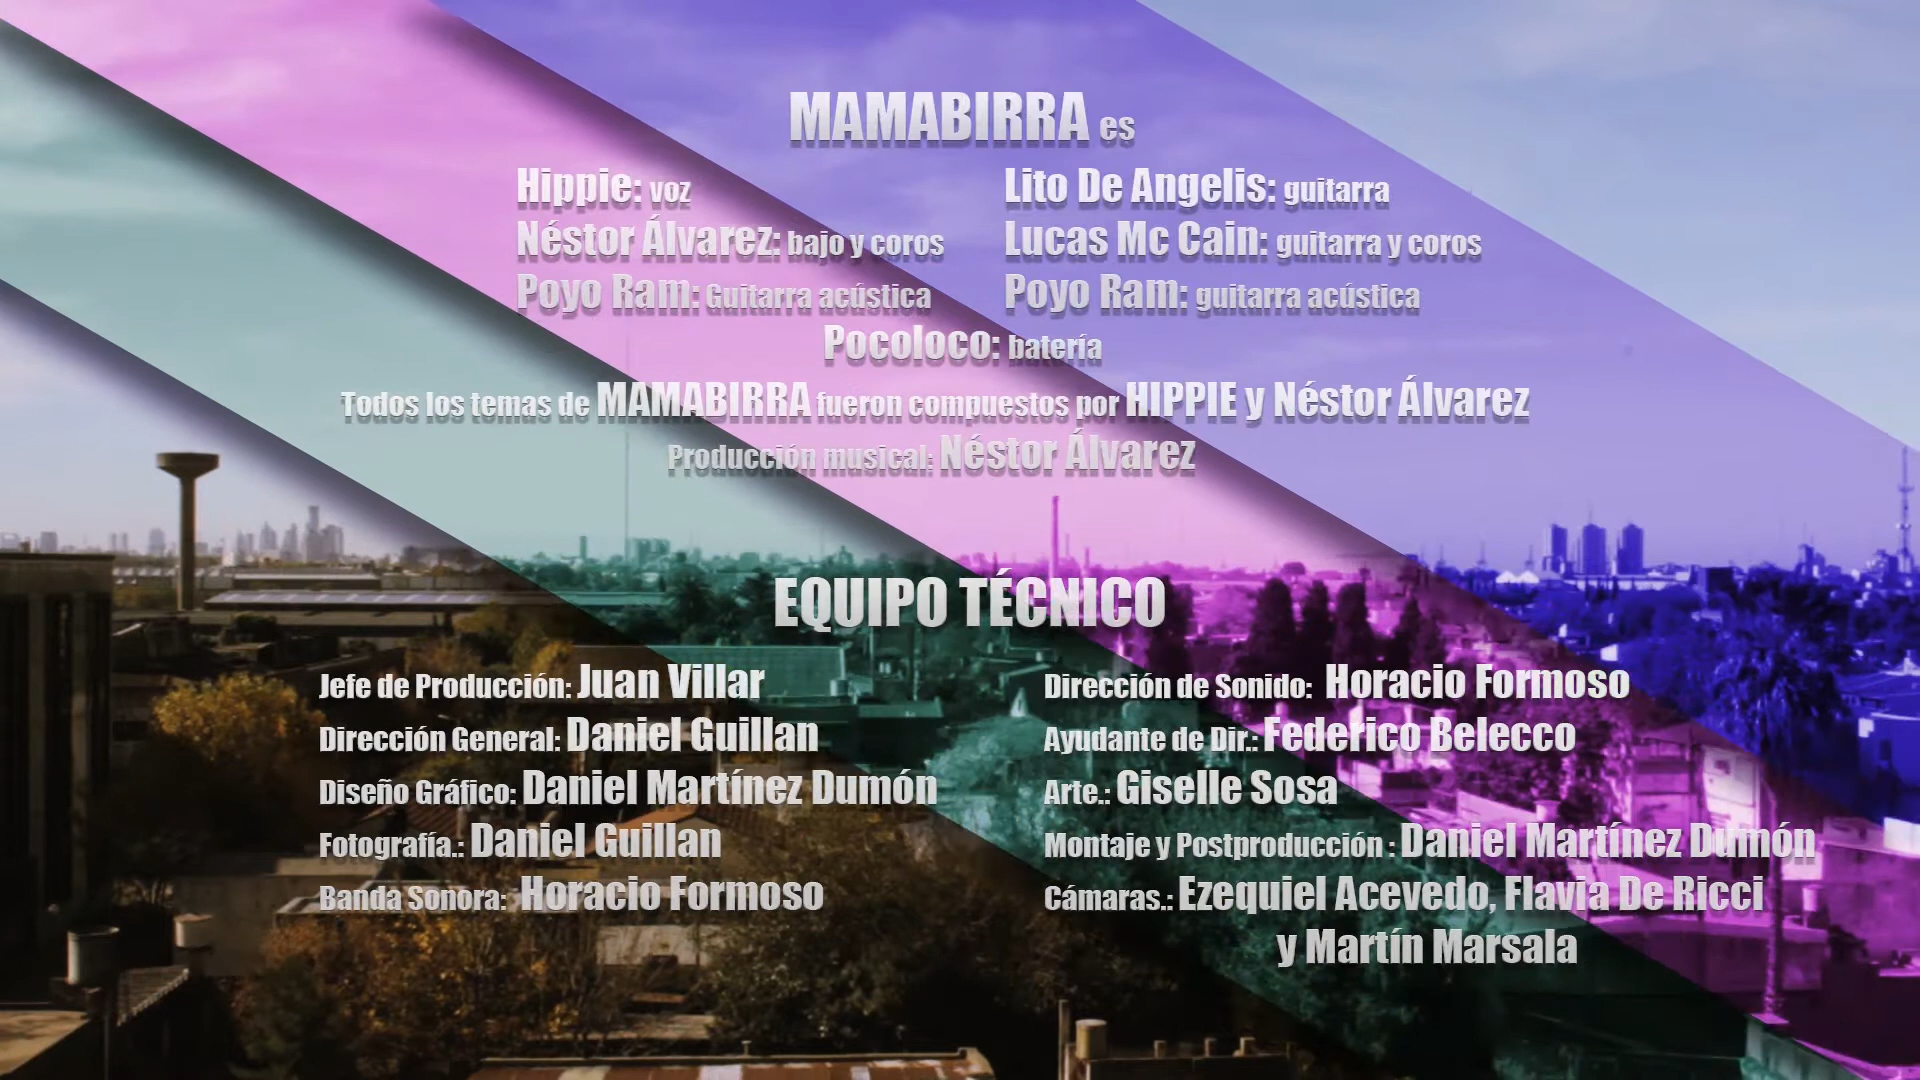 MAMABIRRA es
Hippie: voz
Lito De Angelis: guitarra
Néstor Álvarez: bajo y coros
Lucas Mc Cain: guitarra y coros
Poyo Ram: Guitarra acústica
Poyo Ram: guitarra acústica
Pocoloco: batería
Todos los temas de MAMABIRRA fueron compuestos por HIPPIE y Néstor Álvarez
Producción musical: Néstor Álvarez
EQUIPO TÉCNICO
Jefe de Producción: Juan Villar
Dirección General: Daniel Guillan
Diseño Gráfico: Daniel Martínez Dumón
Fotografía.: Daniel Guillan
Banda Sonora: Horacio Formoso
Dirección de Sonido: Horacio Formoso
Ayudante de Dir.: Federico Belecco
Arte.: Giselle Sosa
Montaje y Postproducción : Daniel Martínez Dumón
Cámaras.: Ezequiel Acevedo, Flavia De Ricci
y Martín Marsala